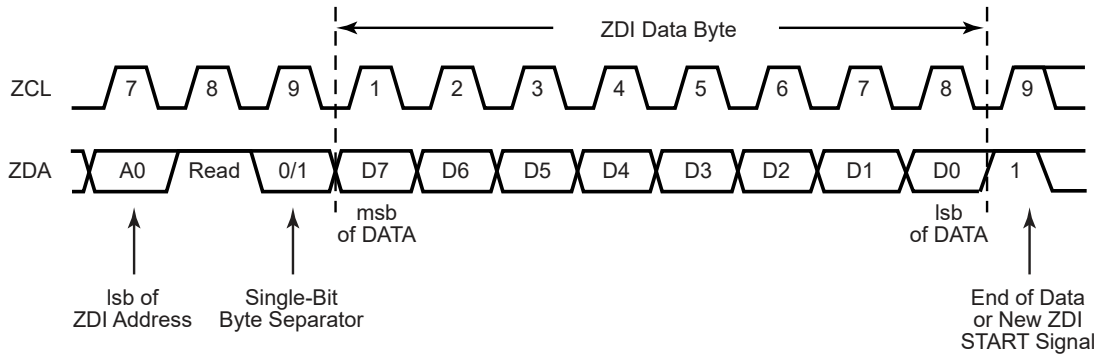 ZDI Data Byte
ZCL 7 8 9 1 2 3 4 5 6 7 8 9
ZDA A0 Read 0/1 D7 D6 D5 D4 D3 D2 D1 D0 1
msb
of DATA
lsb
of DATA
lsb of
ZDI Address
Single-Bit
Byte Separator
End of Data
or New ZDI
START Signal